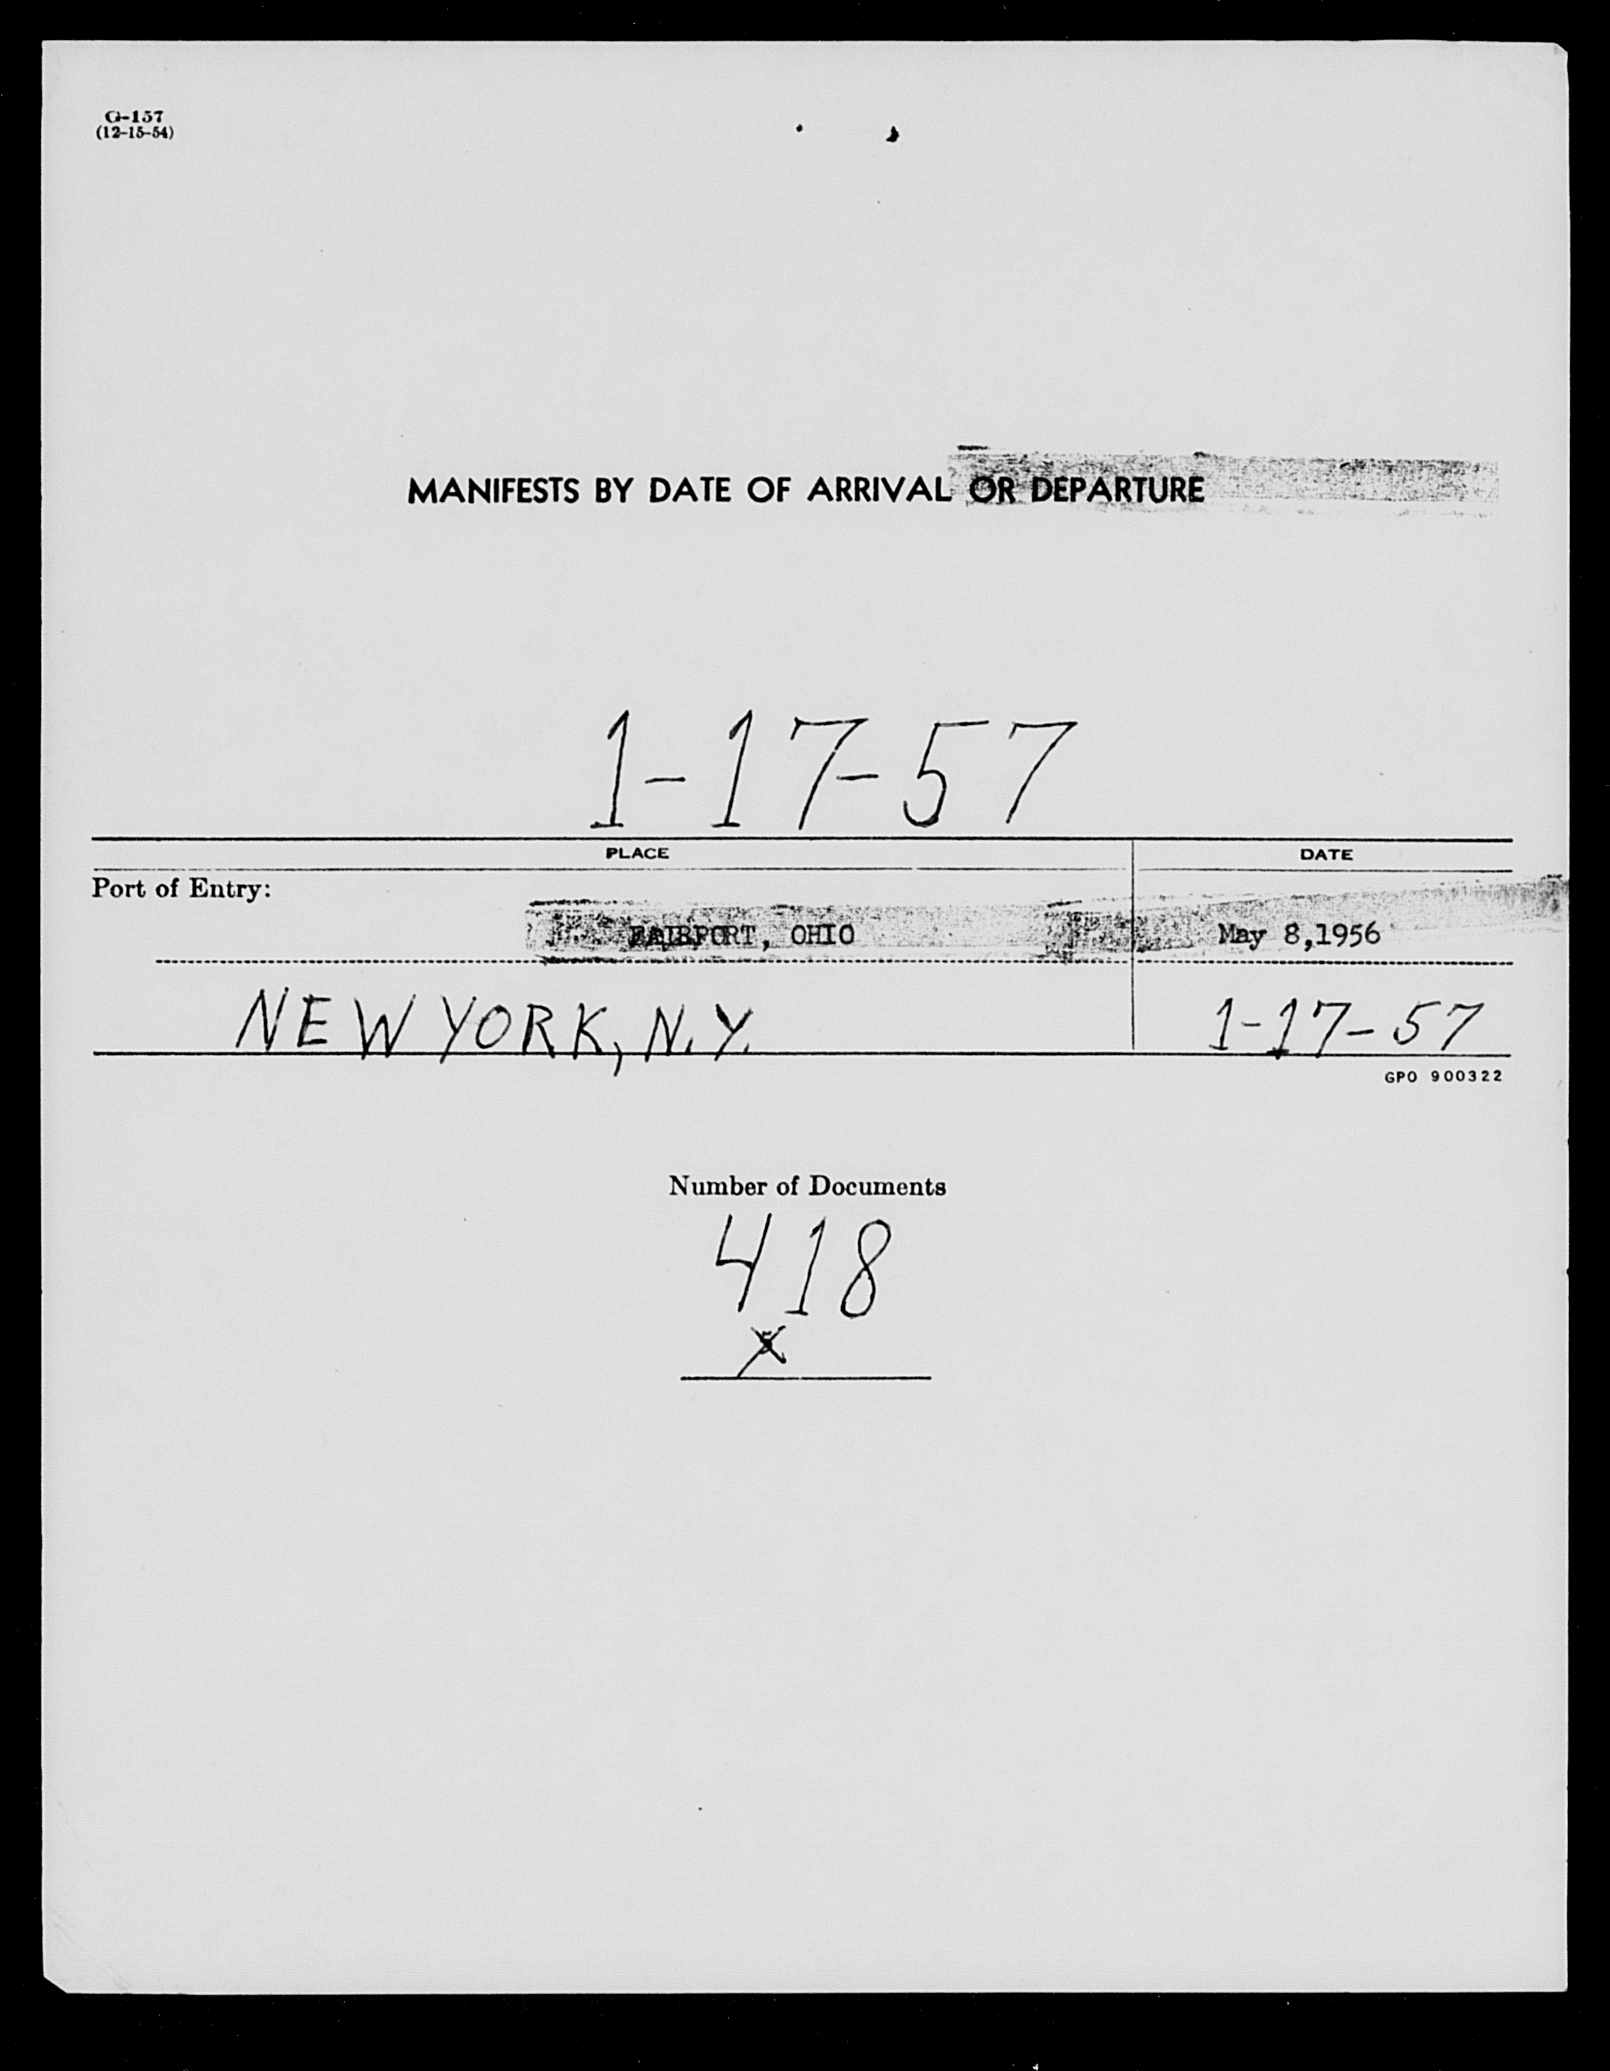 G-157
(12-15-54)
MANIFESTS BY DATE OF ARRIVAL OR DEPARTURE
1-17-57
PLACE DATE
Port of Entry:
FAIRPORT, OHIO May 8,1956
NEW YORK, N.Y. 1-17-57
GPO 900322
Number of Documents
418